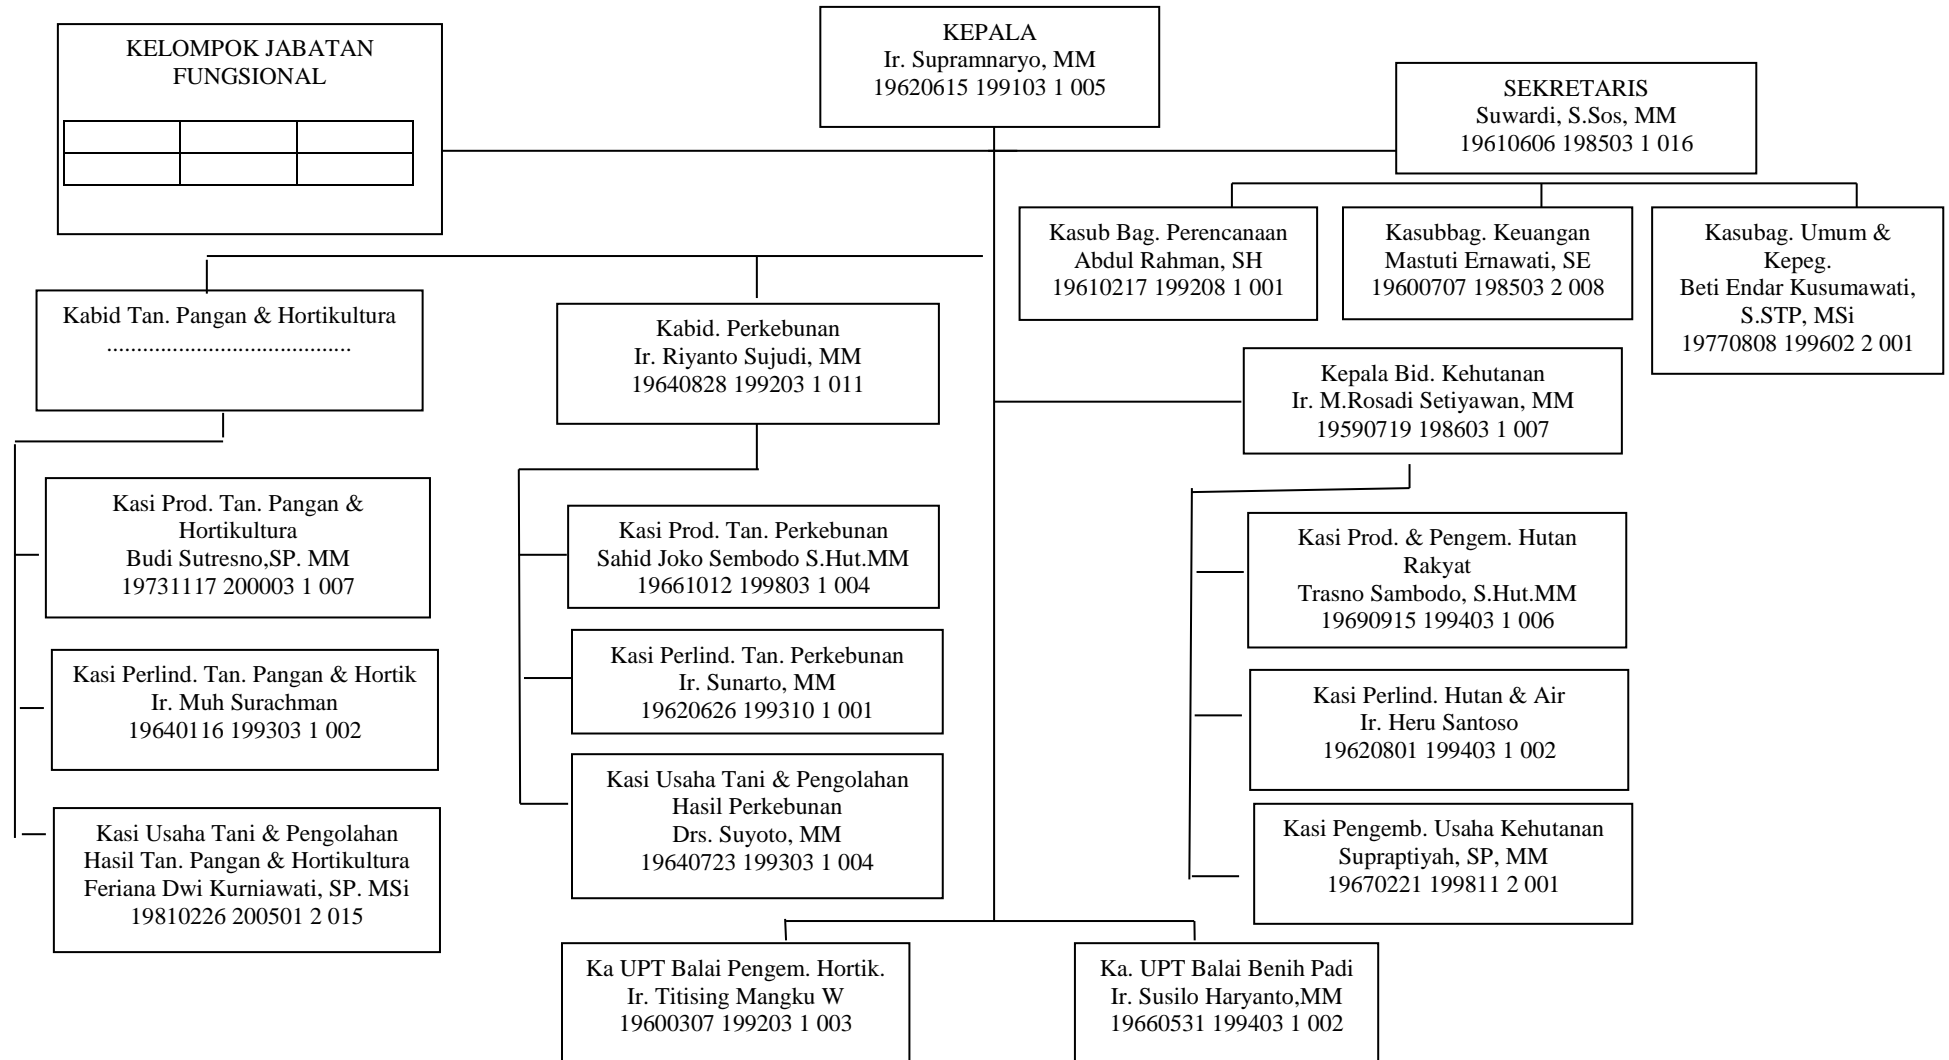 KELOMPOK JABATAN
FUNGSIONAL
KEPALA
Ir. Supramnaryo, MM
19620615 199103 1 005
SEKRETARIS
Suwardi, S.Sos, MM
19610606 198503 1 016
Kasub Bag. Perencanaan
Abdul Rahman, SH
19610217 199208 1 001
Kasubbag. Keuangan
Mastuti Ernawati, SE
19600707 198503 2 008
Kasubag. Umum &
Kepeg.
Beti Endar Kusumawati,
S.STP, MSi
19770808 199602 2 001
Kabid Tan. Pangan & Hortikultura
.........................................
Kabid. Perkebunan
Ir. Riyanto Sujudi, MM
19640828 199203 1 011
Kepala Bid. Kehutanan
Ir. M.Rosadi Setiyawan, MM
19590719 198603 1 007
Kasi Prod. Tan. Pangan &
Hortikultura
Budi Sutresno,SP. MM
19731117 200003 1 007
Kasi Perlind. Tan. Pangan & Hortik
Ir. Muh Surachman
19640116 199303 1 002
Kasi Usaha Tani & Pengolahan
Hasil Tan. Pangan & Hortikultura
Feriana Dwi Kurniawati, SP. MSi
19810226 200501 2 015
Kasi Prod. Tan. Perkebunan
Sahid Joko Sembodo S.Hut.MM
19661012 199803 1 004
Kasi Perlind. Tan. Perkebunan
Ir. Sunarto, MM
19620626 199310 1 001
Kasi Usaha Tani & Pengolahan
Hasil Perkebunan
Drs. Suyoto, MM
19640723 199303 1 004
Kasi Prod. & Pengem. Hutan
Rakyat
Trasno Sambodo, S.Hut.MM
19690915 199403 1 006
Kasi Perlind. Hutan & Air
Ir. Heru Santoso
19620801 199403 1 002
Kasi Pengemb. Usaha Kehutanan
Supraptiyah, SP, MM
19670221 199811 2 001
Ka UPT Balai Pengem. Hortik.
Ir. Titising Mangku W
19600307 199203 1 003
Ka. UPT Balai Benih Padi
Ir. Susilo Haryanto,MM
19660531 199403 1 002